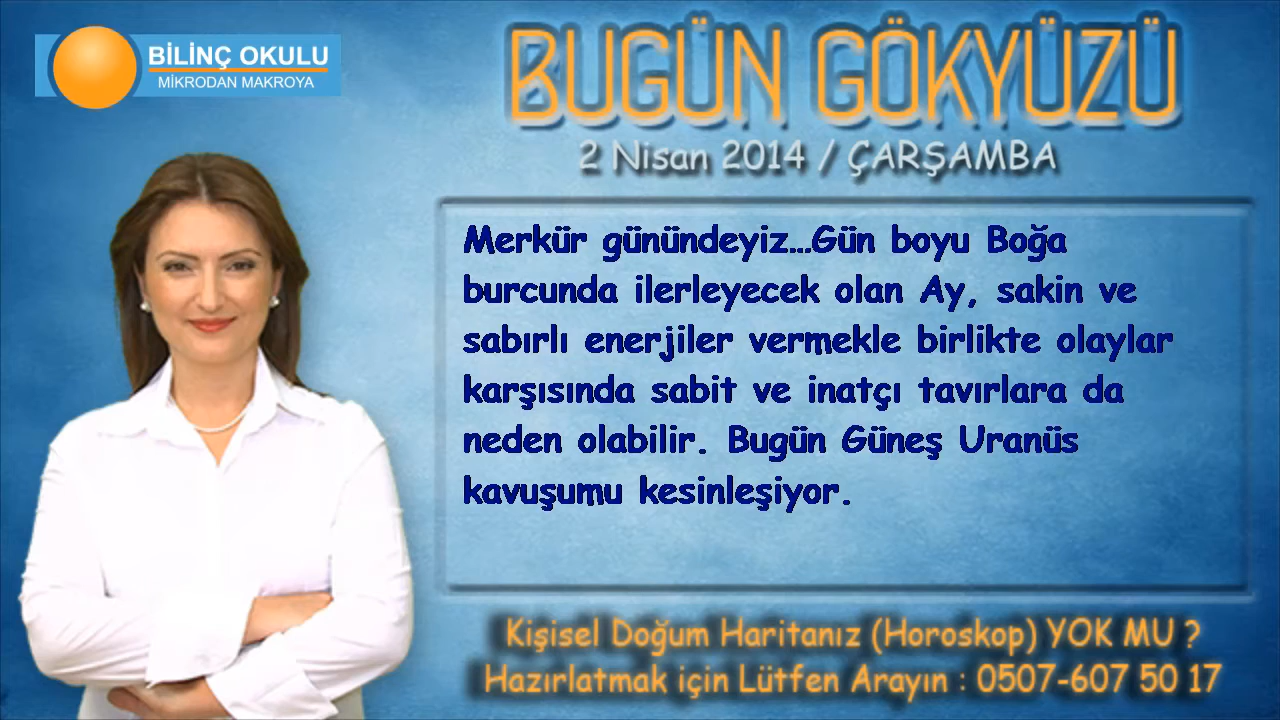 BİLİNÇ OKULU
MİKRODAN MAKROYA
BUGÜN GÖKYÜZÜ
2 Nisan 2014 / ÇARŞAMBA
Merkür günündeyiz...Gün boyu Boğa
burcunda ilerleyecek olan Ay, sakin ve
sabırlı enerjiler vermekle birlikte olaylar
karşısında sabit ve inatçı tavırlara da
neden olabilir. Bugün Güneş Uranüs
kavuşumu kesinleşiyor.
Kişisel Doğum Haritanız (Horoskop) YOK MU ?
Hazırlatmak için Lütfen Arayın : 0507-607 50 17